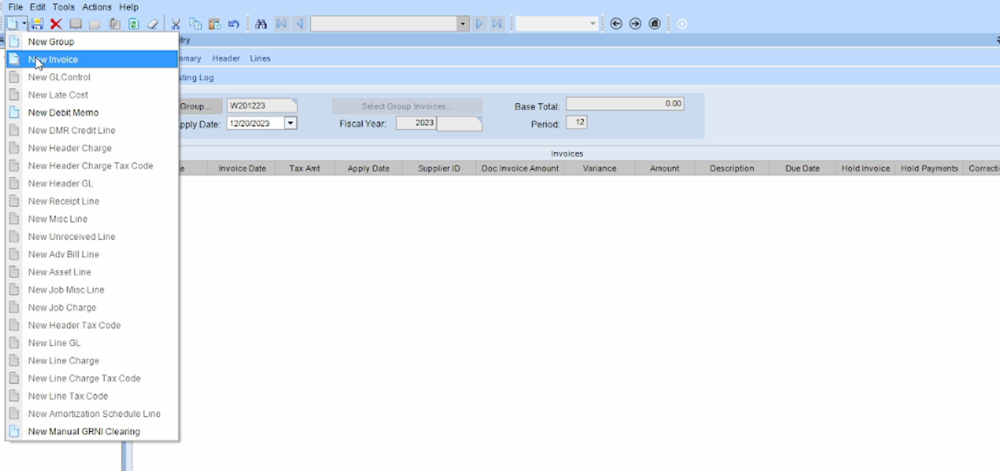 File Edit Tools Actions Help
New Group
New Invoice
New GLControl
New Late Cost
New Debit Memo
New DMR Credit Line
New Header Charge
New Header Charge Tax Code
New Header GL
New Receipt Line
New Misc Line
New Unreceived Line
New Adv Bill Line
New Asset Line
New Job Misc Line
New Job Charge
New Header Tax Code
New Line GL
New Line Charge
New Line Charge Tax Code
New Line Tax Code
New Amortization Schedule Line
New Manual GRNI Clearing
try
mmary Header Lines
sting Log
Group... W201223 Select Group Invoices... Base Total: 0.00
pply Date: 12/20/2023 Fiscal Year: 2023 Period: 12
Invoices
e Invoice Date Tax Amt Apply Date Supplier ID Doc Invoice Amount Variance Amount Description Due Date Hold Invoice Hold Payments Correcti